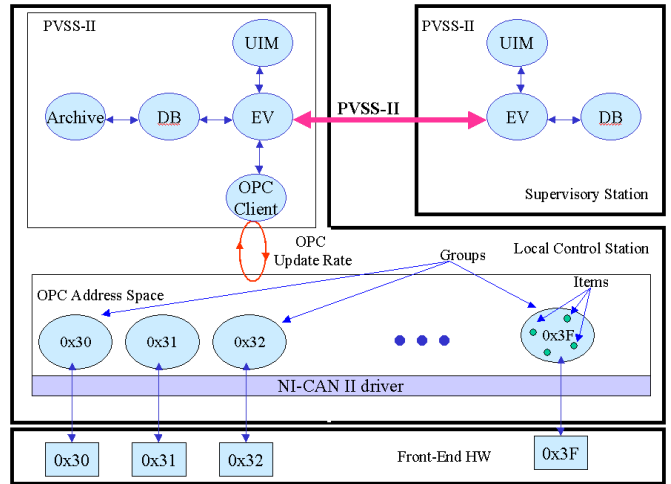 PVSS-II
UIM
Archive
DB
EV
OPC
Client
PVSS-II
PVSS-II
UIM
EV
DB
Supervisory Station
OPC
Update Rate
Local Control Station
Groups
Items
OPC Address Space
0x30
0x31
0x32
0x3F
NI-CAN II driver
0x30
0x31
0x32
Front-End HW
0x3F